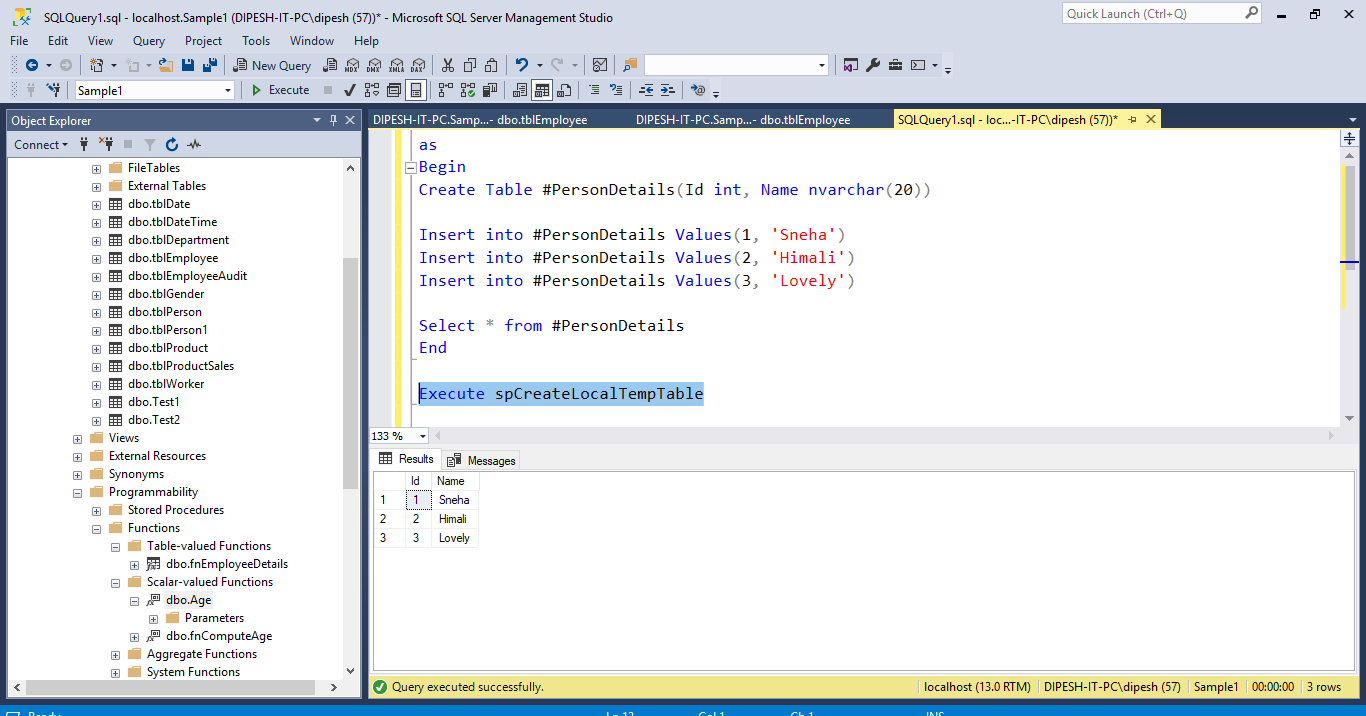 SQLQuery1.sql - localhost.Sample1 (DIPESH-IT-PC\dipesh (57))* - Microsoft SQL Server Management Studio
Quick Launch (Ctrl+Q)
File Edit View Query Project Tools Window Help
New Query MDX DMX XMLA DAX
Sample1 Execute
Object Explorer
Connect
FileTables
External Tables
dbo.tblDate
dbo.tblDateTime
dbo.tblDepartment
dbo.tblEmployee
dbo.tblEmployeeAudit
dbo.tblGender
dbo.tblPerson
dbo.tblPerson1
dbo.tblProduct
dbo.tblProductSales
dbo.tblWorker
dbo.Test1
dbo.Test2
Views
External Resources
Synonyms
Programmability
Stored Procedures
Functions
Table-valued Functions
dbo.fnEmployeeDetails
Scalar-valued Functions
dbo.Age
Parameters
dbo.fnComputeAge
Aggregate Functions
System Functions
DIPESH-IT-PC.Samp...- dbo.tblEmployee DIPESH-IT-PC.Samp...- dbo.tblEmployee SQLQuery1.sql - loc...-IT-PC\dipesh (57))*
as
Begin
Create Table #PersonDetails(Id int, Name nvarchar(20))
Insert into #PersonDetails Values(1, 'Sneha')
Insert into #PersonDetails Values(2, 'Himali')
Insert into #PersonDetails Values(3, 'Lovely')
Select * from #PersonDetails
End
Execute spCreateLocalTempTable
133 %
Results Messages
Id Name
1 1 Sneha
2 2 Himali
3 3 Lovely
Query executed successfully. localhost (13.0 RTM) DIPESH-IT-PC\dipesh (57) Sample1 00:00:00 3 rows